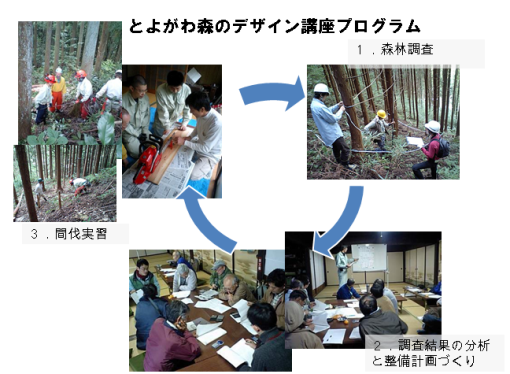 とよがわ森のデザイン講座プログラム
１．森林調査
３．間伐実習
２．調査結果の分析
と整備計画づくり